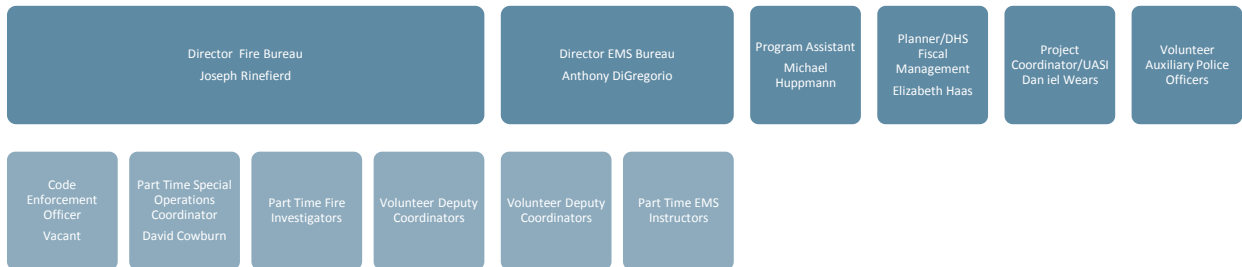 Director Fire Bureau
Joseph Rinefierd
Director EMS Bureau
Anthony DiGregorio
Program Assistant
Michael
Huppmann
Planner/DHS
Fiscal
Management
Elizabeth Haas
Project
Coordinator/UASI
Dan iel Wears
Volunteer
Auxiliary Police
Officers
Code
Enforcement
Officer
Vacant
Part Time Special
Operations
Coordinator
David Cowburn
Part Time Fire
Investigators
Volunteer Deputy
Coordinators
Volunteer Deputy
Coordinators
Part Time EMS
Instructors